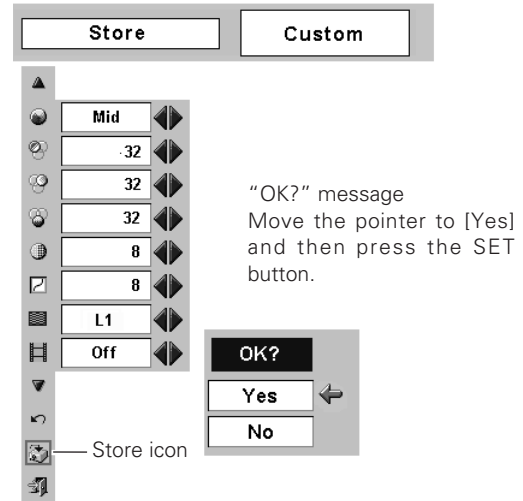 Store
Custom
Mid
32
32
32
8
8
L1
Off
“OK?” message
Move the pointer to [Yes]
and then press the SET
button.
OK?
Yes
No
Store icon